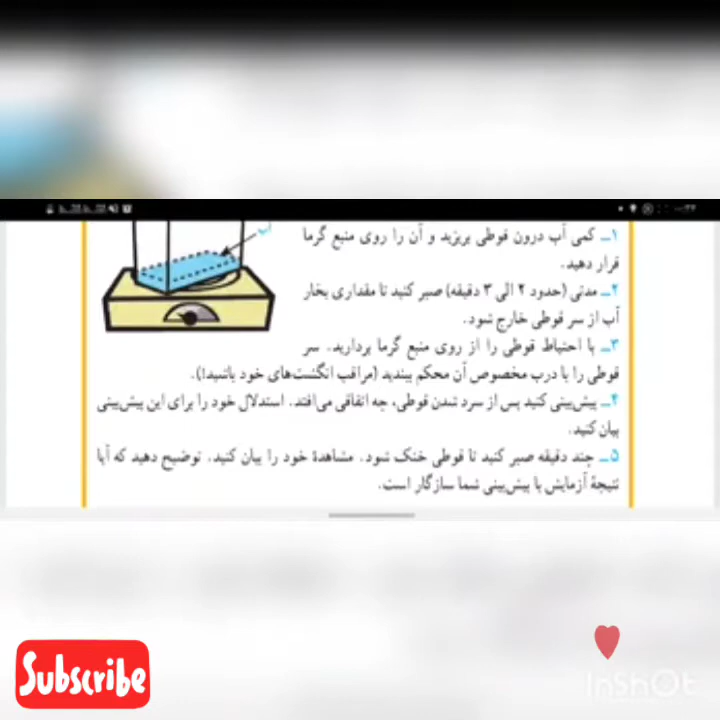 ۱ــ کمی آب درون قوطی بریزید و آن را روی منبع گرما
قرار دهید.
۲ــ مدتی (حدود ۲ الی ۳ دقیقه) صبر کنید تا مقداری بخار
آب از سر قوطی خارج شود.
۳ــ با احتیاط قوطی را از روی منبع گرما بردارید. سر
قوطی را با درب مخصوص آن محکم ببندید (مراقب انگشت‌های خود باشید!).
۴ــ پیش‌بینی کنید پس از سرد شدن قوطی، چه اتفاقی می‌افتد. استدلال خود را برای این پیش‌بینی
بیان کنید.
۵ــ چند دقیقه صبر کنید تا قوطی خنک شود. مشاهدهٔ خود را بیان کنید. توضیح دهید که آیا
نتیجهٔ آزمایش با پیش‌بینی شما سازگار است.
آب
Subscribe
InShOt